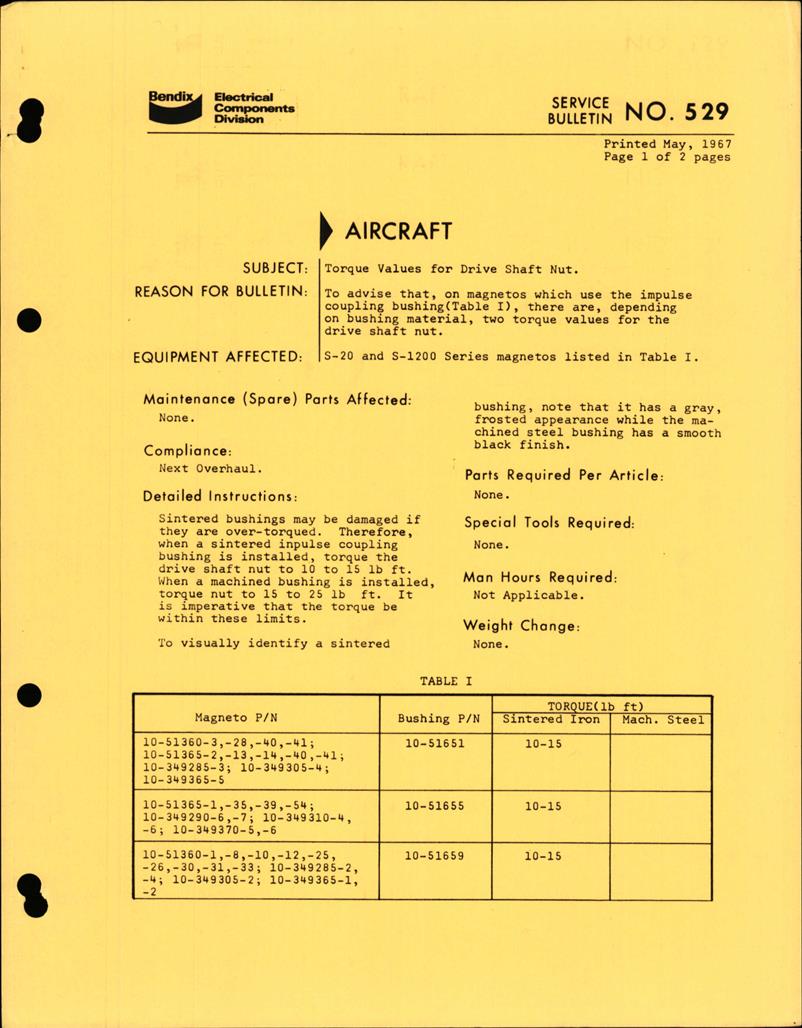 Bendix Electrical
Components
Division
SERVICE
BULLETIN NO. 529
Printed May, 1967
Page 1 of 2 pages
AIRCRAFT
SUBJECT: Torque Values for Drive Shaft Nut.
REASON FOR BULLETIN: To advise that, on magnetos which use the impulse
coupling bushing(Table I), there are, depending
on bushing material, two torque values for the
drive shaft nut.
EQUIPMENT AFFECTED: S-20 and S-1200 Series magnetos listed in Table I.
Maintenance (Spare) Parts Affected:
None.
Compliance:
Next Overhaul.
Detailed Instructions:
Sintered bushings may be damaged if
they are over-torqued. Therefore,
when a sintered inpulse coupling
bushing is installed, torque the
drive shaft nut to 10 to 15 lb ft.
When a machined bushing is installed,
torque nut to 15 to 25 lb ft. It
is imperative that the torque be
within these limits.
To visually identify a sintered
bushing, note that it has a gray,
frosted appearance while the ma-
chined steel bushing has a smooth
black finish.
Parts Required Per Article:
None.
Special Tools Required:
None.
Man Hours Required:
Not Applicable.
Weight Change:
None.
TABLE I
Magneto P/N Bushing P/N TORQUE(lb ft)
Sintered Iron Mach. Steel
10-51360-3,-28,-40,-41; 10-51651 10-15
10-51365-2,-13,-14,-40,-41;
10-349285-3; 10-349305-4;
10-349365-5
10-51365-1,-35,-39,-54; 10-51655 10-15
10-349290-6,-7; 10-349310-4,
-6; 10-349370-5,-6
10-51360-1,-8,-10,-12,-25, 10-51659 10-15
-26,-30,-31,-33; 10-349285-2,
-4; 10-349305-2; 10-349365-1,
-2